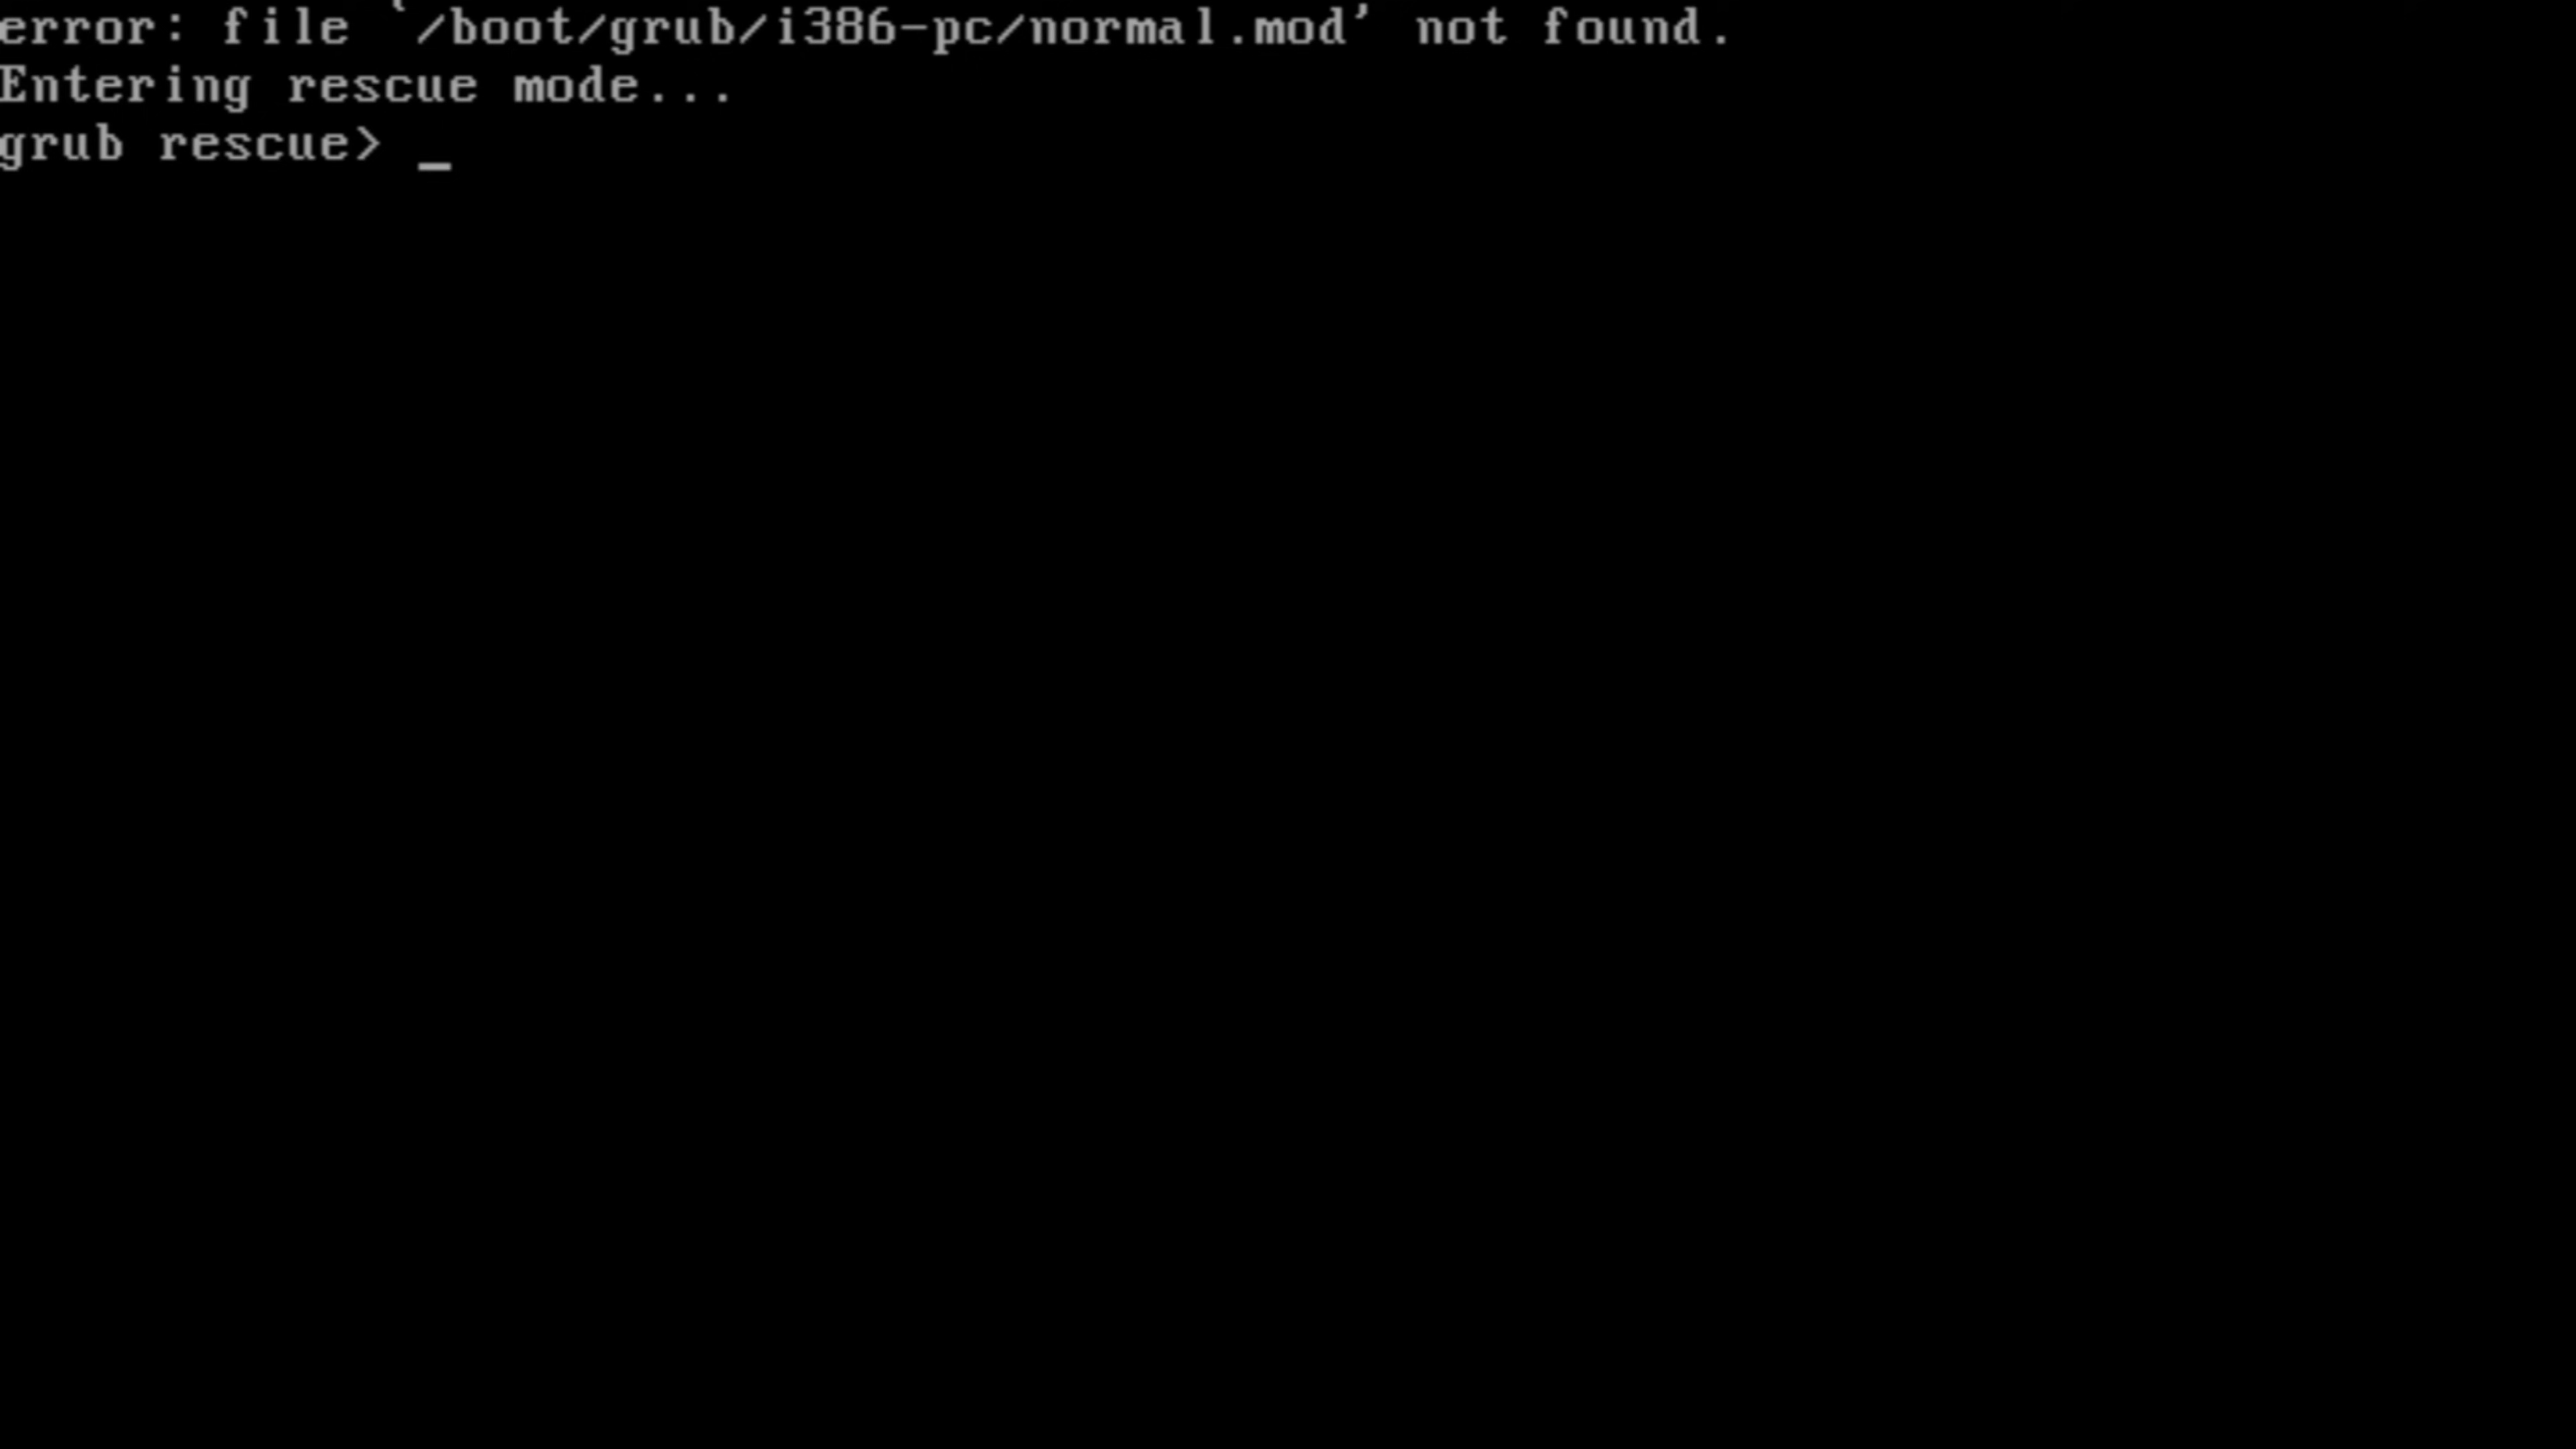 error: file `/boot/grub/i386-pc/normal.mod' not found.
Entering rescue mode...
grub rescue> _